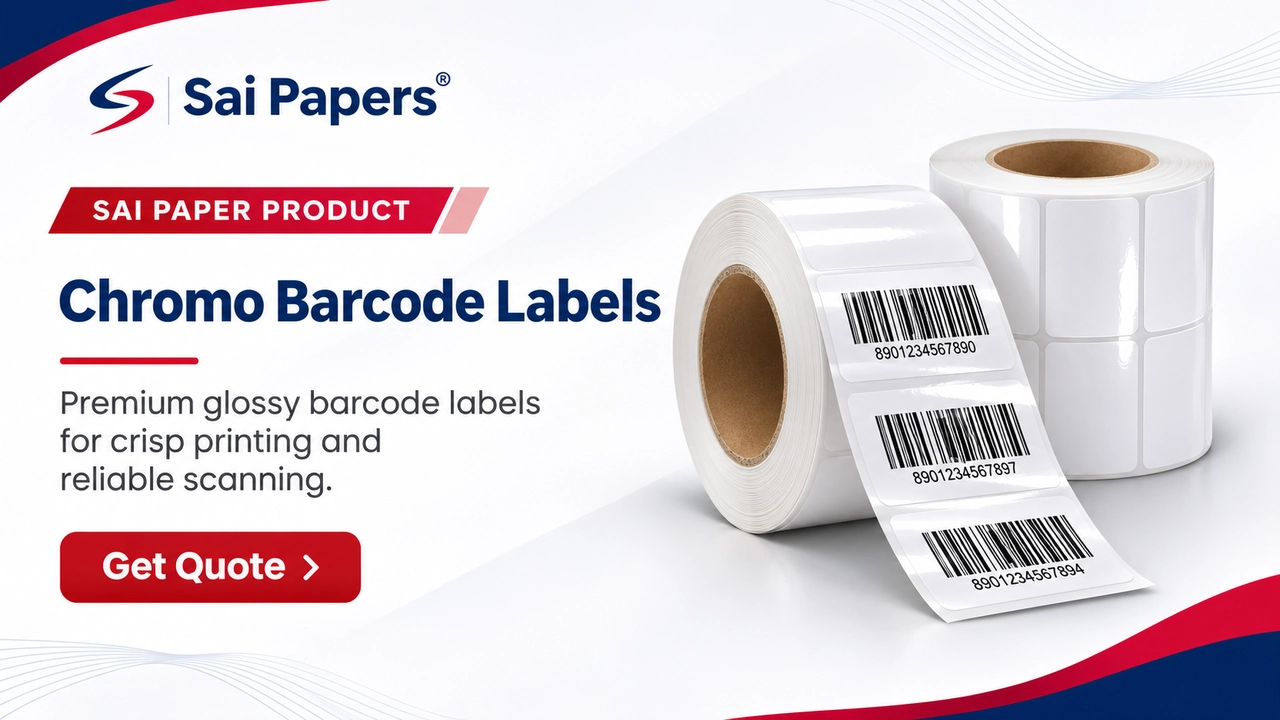 Sai Papers®
SAI PAPER PRODUCT
Chromo Barcode Labels
Premium glossy barcode labels
for crisp printing and
reliable scanning.
Get Quote >
8901234567890
8901234567897
8901234567894